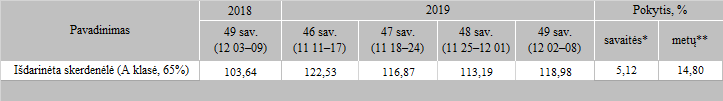 Pavadinimas 2018 2019 Pokytis, %
49 sav. (12 03–09) 46 sav. (11 11–17) 47 sav. (11 18–24) 48 sav. (11 25–12 01) 49 sav. (12 02–08) savaitės* metų**
Išdarinėta skerdenėlė (A klasė, 65%) 103,64 122,53 116,87 113,19 118,98 5,12 14,80